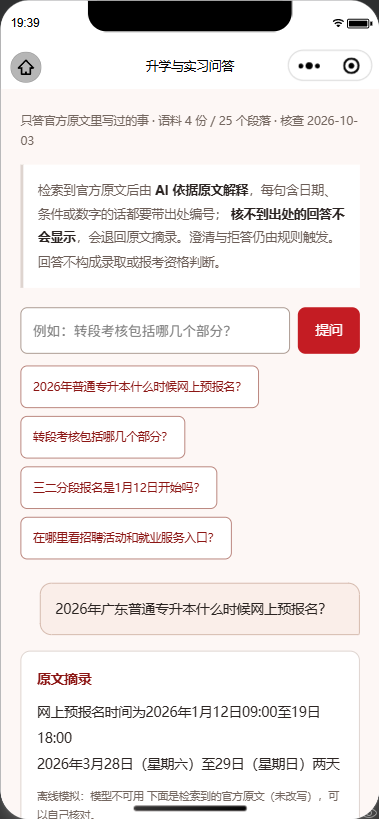 19:39
升学与实习问答
只答官方原文里写过的事 · 语料 4 份 / 25 个段落 · 核查 2026-10-
03
检索到官方原文后由 AI 依据原文解释，每句含日期、
条件或数字的话都要带出处编号； 核不到出处的回答不
会显示，会退回原文摘录。澄清与拒答仍由规则触发。
回答不构成录取或报考资格判断。
例如：转段考核包括哪几个部分？
提问
2026年普通专升本什么时候网上预报名？
转段考核包括哪几个部分？
三二分段报名是1月12日开始吗？
在哪里看招聘活动和就业服务入口？
2026年广东普通专升本什么时候网上预报名？
原文摘录
网上预报名时间为2026年1月12日09:00至19日
18:00
2026年3月28日（星期六）至29日（星期日）两天
离线模拟：模型不可用 下面是检索到的官方原文（未改写），可
以自己核对。